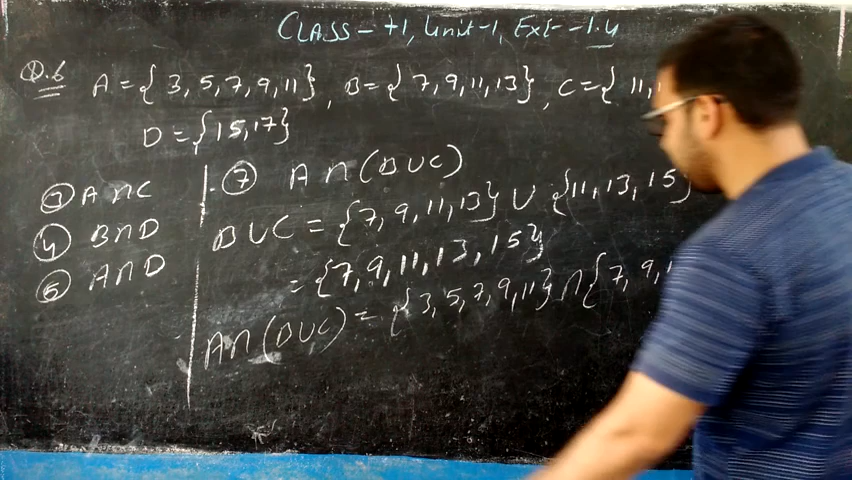 CLASS - +1, Unit-1, Ex:- -1.4
Q.6 A = { 3, 5, 7, 9, 11 }, B = { 7, 9, 11, 13 }, C = { 11,
D = { 15, 17 }
③ A ∩ C
④ B ∩ D
⑥ A ∩ D
⑦ A ∩ ( B ∪ C )
B ∪ C = { 7, 9, 11, 13 } ∪ { 11, 13, 15 }
= { 7, 9, 11, 13, 15 }
A ∩ ( B ∪ C ) = { 3, 5, 7, 9, 11 } ∩ { 7, 9,